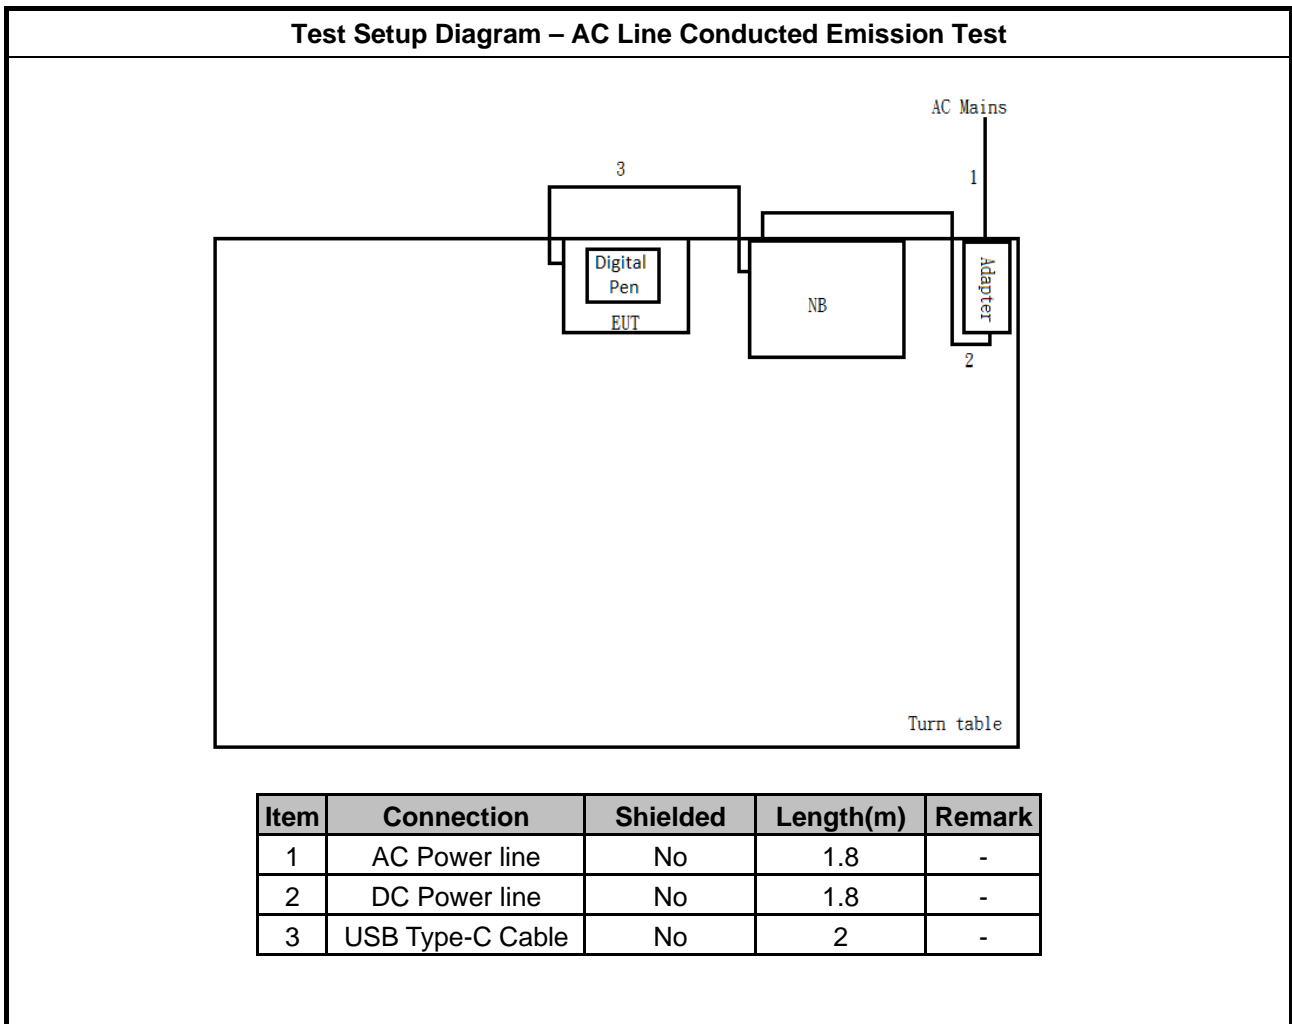 Test Setup Diagram – AC Line Conducted Emission Test
AC Mains
3
1
Digital
Pen
EUT
NB
Adapter
2
Turn table
Item Connection Shielded Length(m) Remark
1 AC Power line No 1.8 -
2 DC Power line No 1.8 -
3 USB Type-C Cable No 2 -